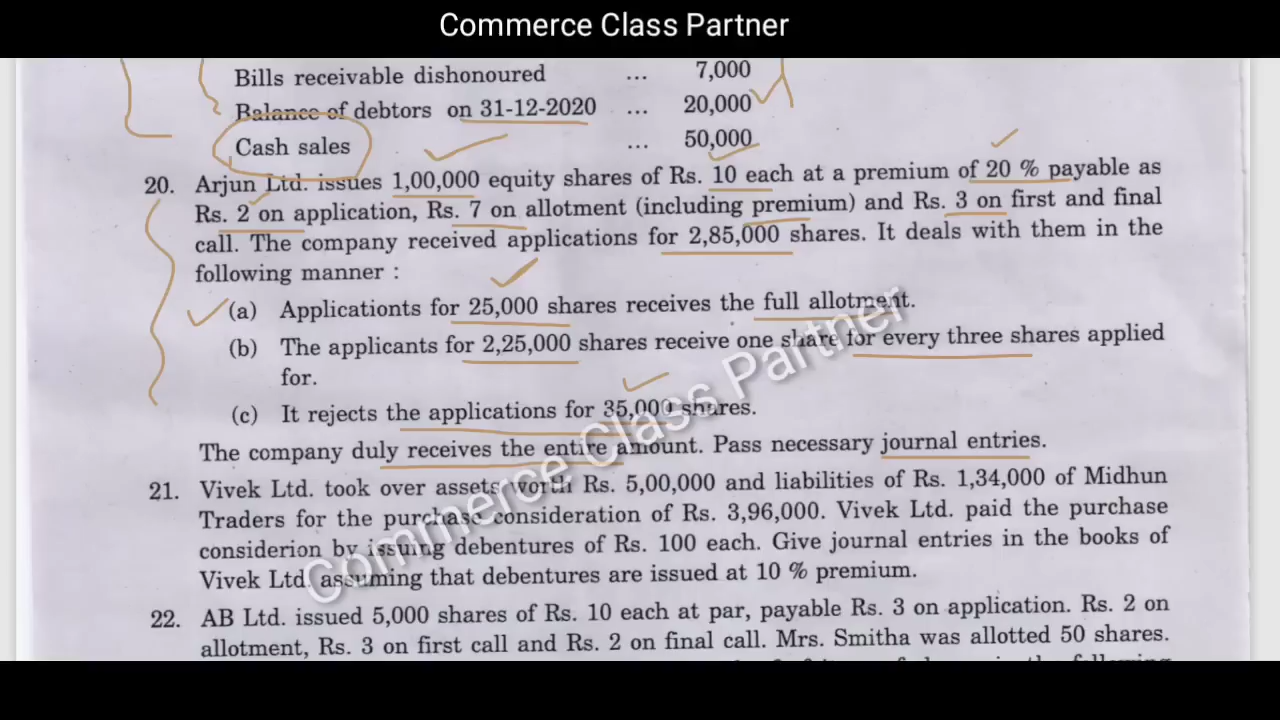 Commerce Class Partner
Bills receivable dishonoured ... 7,000
Balance of debtors on 31-12-2020 ... 20,000
Cash sales ... 50,000
20. Arjun Ltd. issues 1,00,000 equity shares of Rs. 10 each at a premium of 20 % payable as
Rs. 2 on application, Rs. 7 on allotment (including premium) and Rs. 3 on first and final
call. The company received applications for 2,85,000 shares. It deals with them in the
following manner :
(a) Applicationts for 25,000 shares receives the full allotment.
(b) The applicants for 2,25,000 shares receive one share for every three shares applied
for.
(c) It rejects the applications for 35,000 shares.
The company duly receives the entire amount. Pass necessary journal entries.
21. Vivek Ltd. took over assets worth Rs. 5,00,000 and liabilities of Rs. 1,34,000 of Midhun
Traders for the purchase consideration of Rs. 3,96,000. Vivek Ltd. paid the purchase
considerion by issuing debentures of Rs. 100 each. Give journal entries in the books of
Vivek Ltd. assuming that debentures are issued at 10 % premium.
22. AB Ltd. issued 5,000 shares of Rs. 10 each at par, payable Rs. 3 on application. Rs. 2 on
allotment, Rs. 3 on first call and Rs. 2 on final call. Mrs. Smitha was allotted 50 shares.
Commerce Class Partner